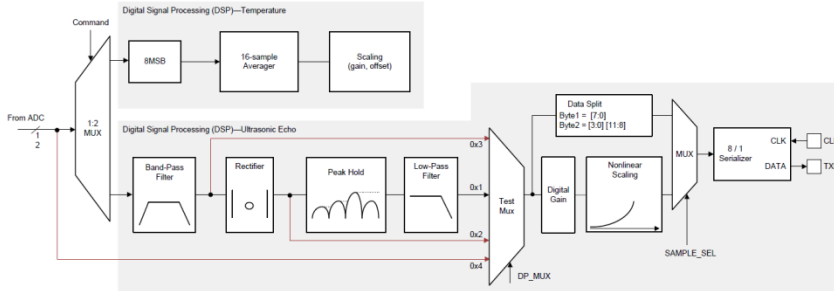 Digital Signal Processing (DSP)—Temperature
Command
8MSB
16-sample
Averager
Scaling
(gain, offset)
From ADC
1
2
1:2
MUX
Digital Signal Processing (DSP)—Ultrasonic Echo
Band-Pass
Filter
Rectifier
Peak Hold
Low-Pass
Filter
0x3
0x1
0x2
0x4
Test
Mux
DP_MUX
Data Split
Byte1 = [7:0]
Byte2 = [3:0] [11:8]
Digital
Gain
Nonlinear
Scaling
MUX
SAMPLE_SEL
8 / 1
Serializer
CLK
DATA
CL
TX